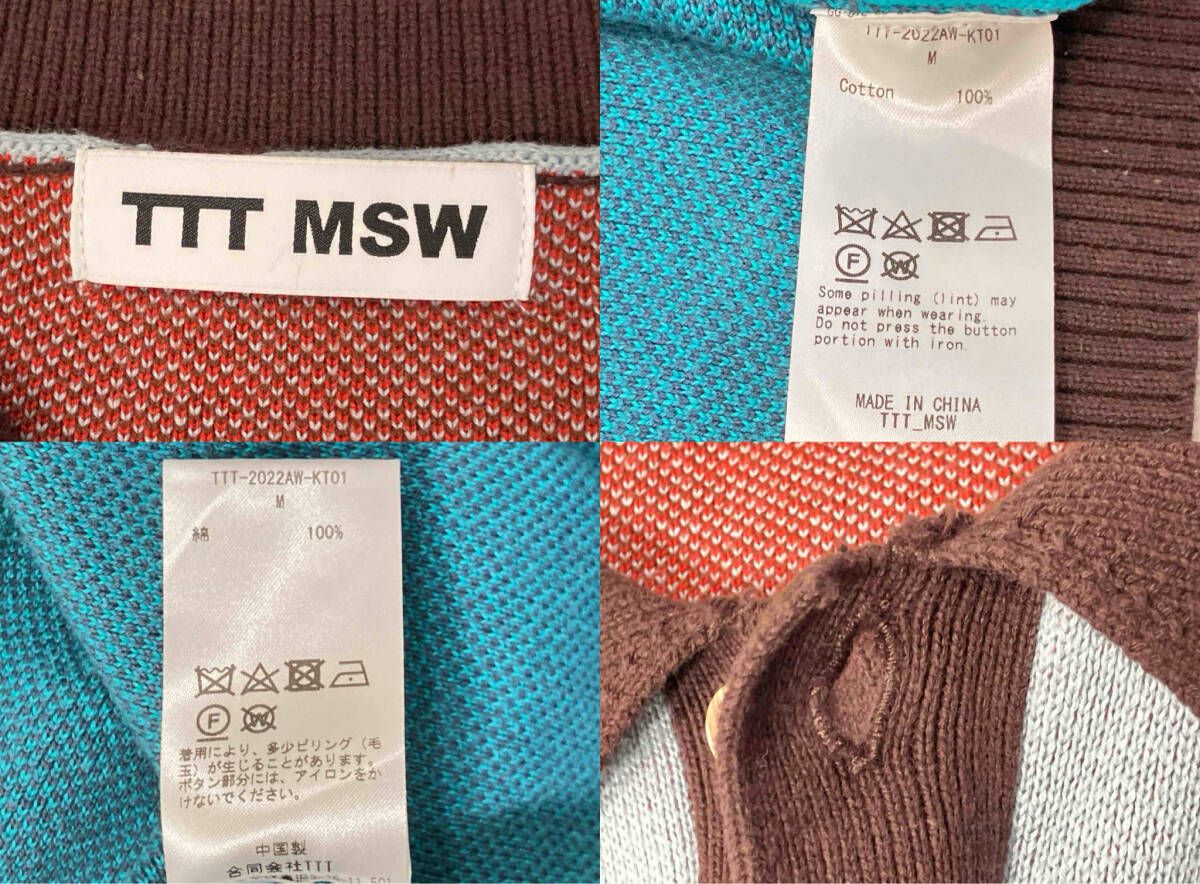 TTT MSW
TTT-2022AW-KT01
M
Cotton 100%
F
W
Some pilling (lint) may
appear when wearing.
Do not press the button
portion with iron.
MADE IN CHINA
TTT_MSW
TTT-2022AW-KT01
M
綿 100%
F
W
着用により、多少ピリング(毛
玉)が生じることがあります。
ボタン部分には、アイロンをか
けないでください。
中国製
合同会社TTT